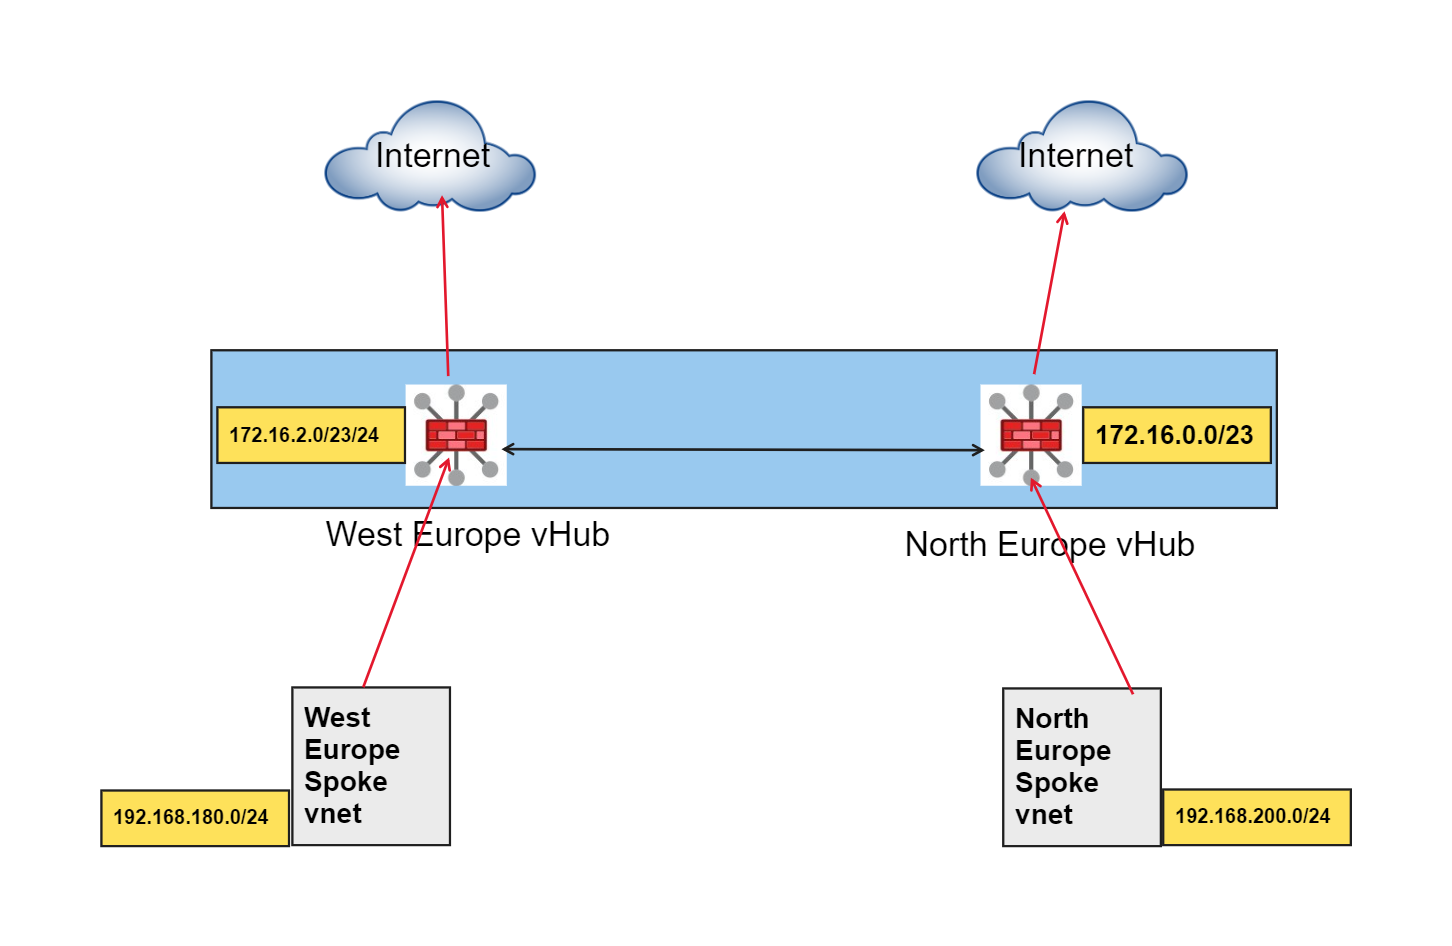 Internet
Internet
172.16.2.0/23/24
172.16.0.0/23
West Europe vHub
North Europe vHub
West
Europe
Spoke
vnet
192.168.180.0/24
North
Europe
Spoke
vnet
192.168.200.0/24